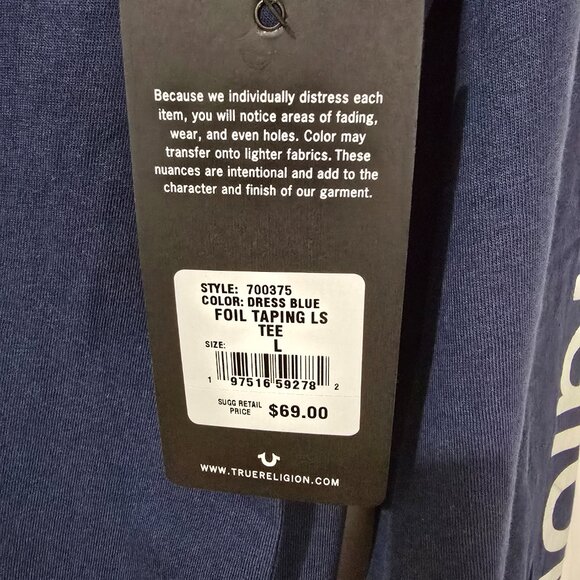 Because we individually distress each
item, you will notice areas of fading,
wear, and even holes. Color may
transfer onto lighter fabrics. These
nuances are intentional and add to the
character and finish of our garment.
STYLE: 700375
COLOR: DRESS BLUE
FOIL TAPING LS
TEE
SIZE: L
1 97516 59278 2
SUGG RETAIL
PRICE $69.00
WWW.TRUERELIGION.COM